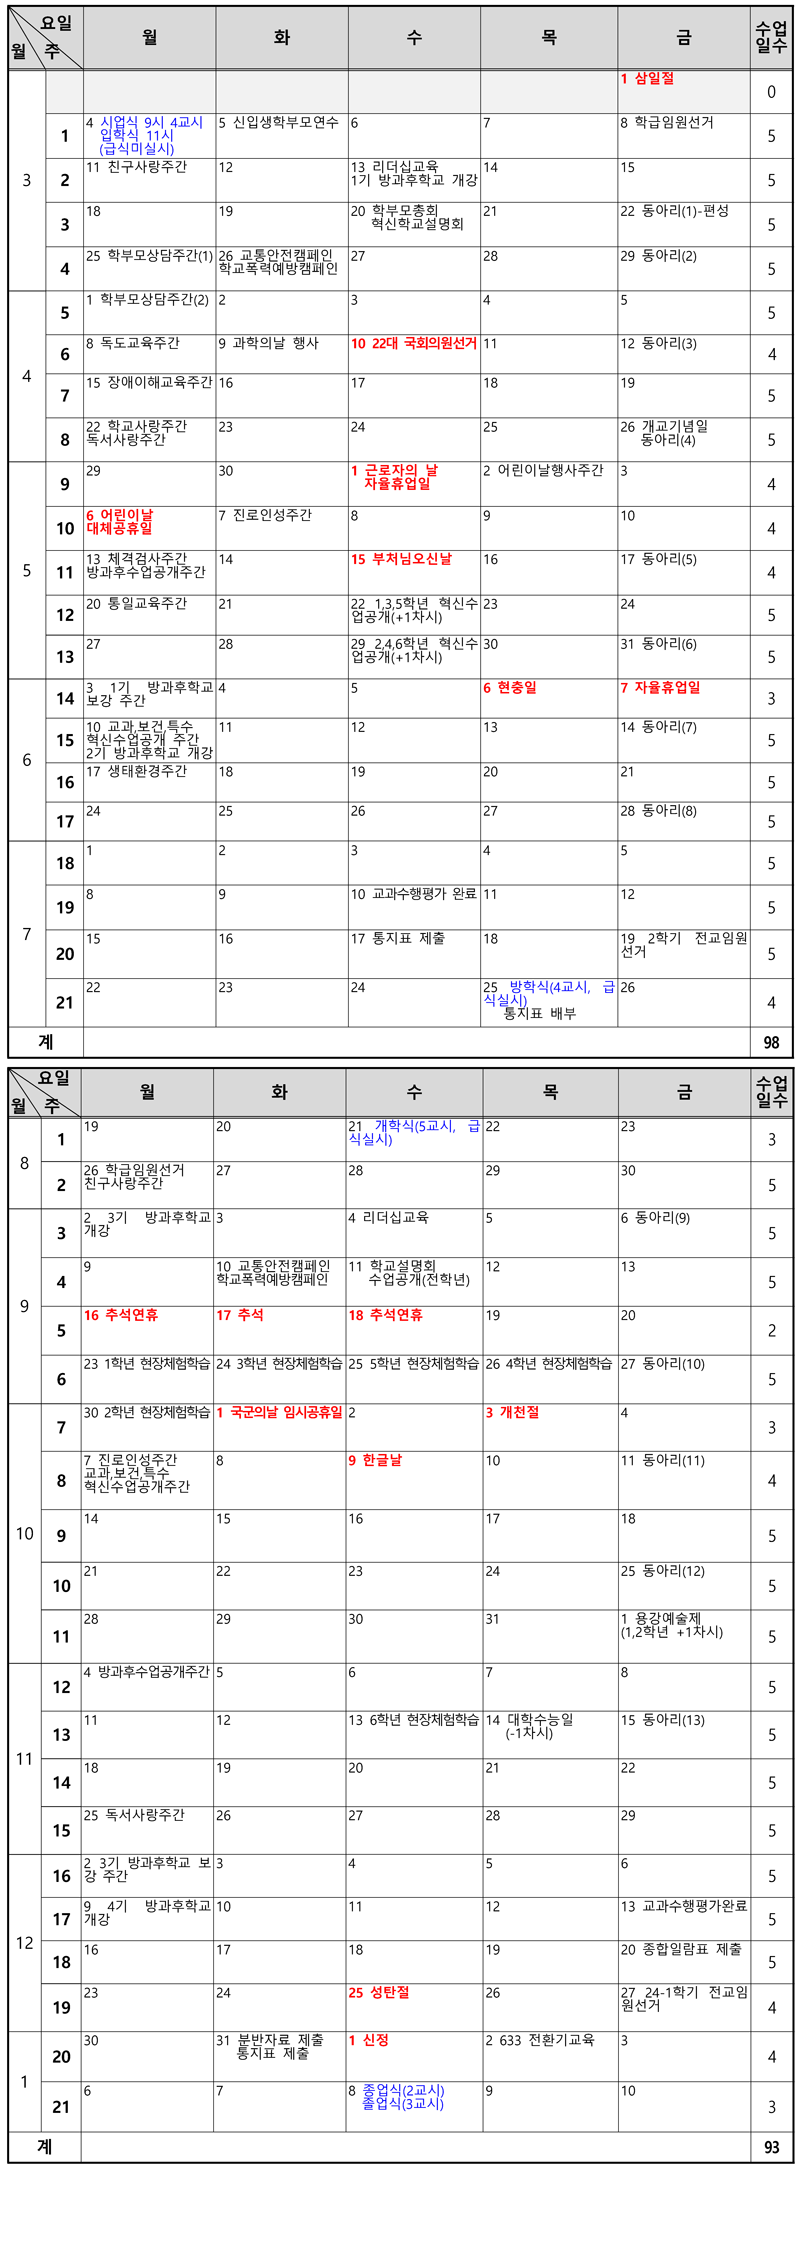 요일
월 주
월 화 수 목 금 수업
일수
1 삼일절 0
3
1
4 시업식 9시 4교시
입학식 11시
(급식미실시)
5 신입생학부모연수
6
7
8 학급임원선거
5
2
11 친구사랑주간
12
13 리더십교육
1기 방과후학교 개강
14
15
5
3
18
19
20 학부모총회
혁신학교설명회
21
22 동아리(1)-편성
5
4
25 학부모상담주간(1)
26 교통안전캠페인
학교폭력예방캠페인
27
28
29 동아리(2)
5
4
5
1 학부모상담주간(2)
2
3
4
5
5
6
8 독도교육주간
9 과학의날 행사
10 22대 국회의원선거
11
12 동아리(3)
4
7
15 장애이해교육주간
16
17
18
19
5
8
22 학교사랑주간
독서사랑주간
23
24
25
26 개교기념일
동아리(4)
5
5
9
29
30
1 근로자의 날
자율휴업일
2 어린이날행사주간
3
4
10
6 어린이날
대체공휴일
7 진로인성주간
8
9
10
4
11
13 체격검사주간
방과후수업공개주간
14
15 부처님오신날
16
17 동아리(5)
4
12
20 통일교육주간
21
22 1,3,5학년 혁신수
업공개(+1차시)
23
24
5
13
27
28
29 2,4,6학년 혁신수
업공개(+1차시)
30
31 동아리(6)
5
6
14
3 1기 방과후학교
보강 주간
4
5
6 현충일
7 자율휴업일
3
15
10 교과,보건,특수
혁신수업공개 주간
2기 방과후학교 개강
11
12
13
14 동아리(7)
5
16
17 생태환경주간
18
19
20
21
5
17
24
25
26
27
28 동아리(8)
5
7
18
1
2
3
4
5
5
19
8
9
10 교과수행평가 완료
11
12
5
20
15
16
17 통지표 제출
18
19 2학기 전교임원
선거
5
21
22
23
24
25 방학식(4교시, 급
식실시)
통지표 배부
26
4
계 98
요일
월 주
월 화 수 목 금 수업
일수
8
1
19
20
21 개학식(5교시, 급
식실시)
22
23
3
2
26 학급임원선거
친구사랑주간
27
28
29
30
5
9
3
2 3기 방과후학교
개강
3
4 리더십교육
5
6 동아리(9)
5
4
9
10 교통안전캠페인
학교폭력예방캠페인
11 학교설명회
수업공개(전학년)
12
13
5
5
16 추석연휴
17 추석
18 추석연휴
19
20
2
6
23 1학년 현장체험학습
24 3학년 현장체험학습
25 5학년 현장체험학습
26 4학년 현장체험학습
27 동아리(10)
5
10
7
30 2학년 현장체험학습
1 국군의날 임시공휴일
2
3 개천절
4
3
8
7 진로인성주간
교과,보건,특수
혁신수업공개주간
8
9 한글날
10
11 동아리(11)
4
9
14
15
16
17
18
5
10
21
22
23
24
25 동아리(12)
5
11
28
29
30
31
1 용강예술제
(1,2학년 +1차시)
5
11
12
4 방과후수업공개주간
5
6
7
8
5
13
11
12
13 6학년 현장체험학습
14 대학수능일
(-1차시)
15 동아리(13)
5
14
18
19
20
21
22
5
15
25 독서사랑주간
26
27
28
29
5
12
16
2 3기 방과후학교 보
강 주간
3
4
5
6
5
17
9 4기 방과후학교
개강
10
11
12
13 교과수행평가완료
5
18
16
17
18
19
20 종합일람표 제출
5
19
23
24
25 성탄절
26
27 24-1학기 전교임
원선거
4
1
20
30
31 분반자료 제출
통지표 제출
1 신정
2 633 전환기교육
3
4
21
6
7
8 종업식(2교시)
졸업식(3교시)
9
10
3
계 93